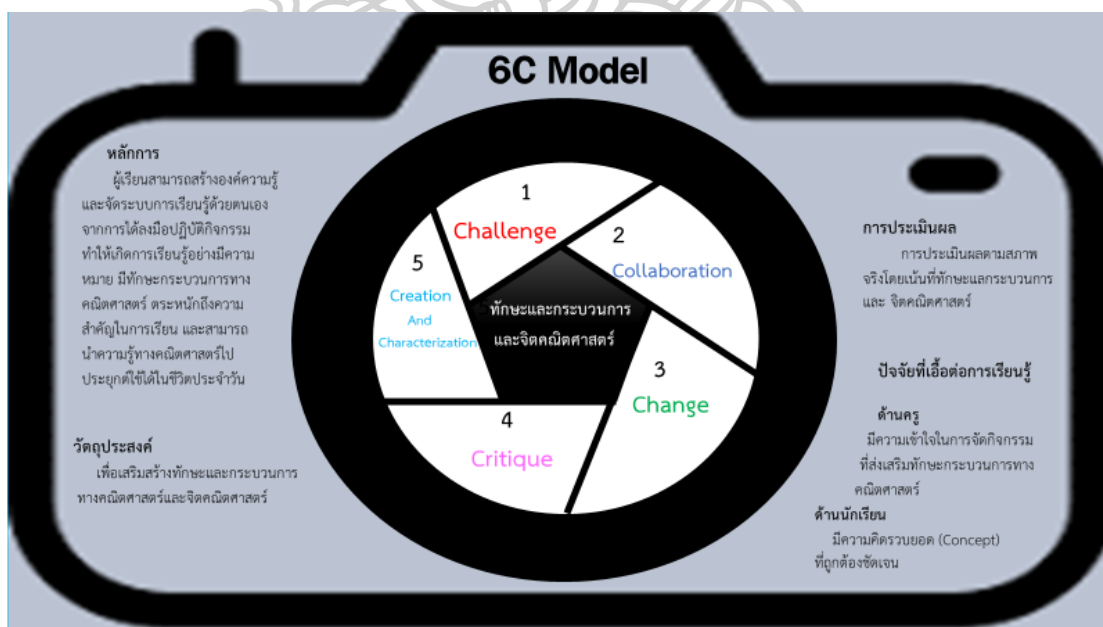 6C Model
หลักการ
ผู้เรียนสามารถสร้างองค์ความรู้
และจัดระบบการเรียนรู้ด้วยตนเอง
จากการได้ลงมือปฏิบัติกิจกรรม
ทำให้เกิดการเรียนรู้อย่างมีความ
หมาย มีทักษะกระบวนการทาง
คณิตศาสตร์ ตระหนักถึงความ
สำคัญในการเรียน และสามารถ
นำความรู้ทางคณิตศาสตร์ไป
ประยุกต์ใช้ได้ในชีวิตประจำวัน
วัตถุประสงค์
เพื่อเสริมสร้างทักษะและกระบวนการ
ทางคณิตศาสตร์และจิตคณิตศาสตร์
1
Challenge
2
Collaboration
3
Change
4
Critique
5
Creation
And
Characterization
ทักษะและกระบวนการ
และจิตคณิตศาสตร์
การประเมินผล
การประเมินผลตามสภาพ
จริงโดยเน้นที่ทักษะแลกระบวนการ
และ จิตคณิตศาสตร์
ปัจจัยที่เอื้อต่อการเรียนรู้
ด้านครู
มีความเข้าใจในการจัดกิจกรรม
ที่ส่งเสริมทักษะกระบวนการทาง
คณิตศาสตร์
ด้านนักเรียน
มีความคิดรวบยอด (Concept)
ที่ถูกต้องชัดเจน